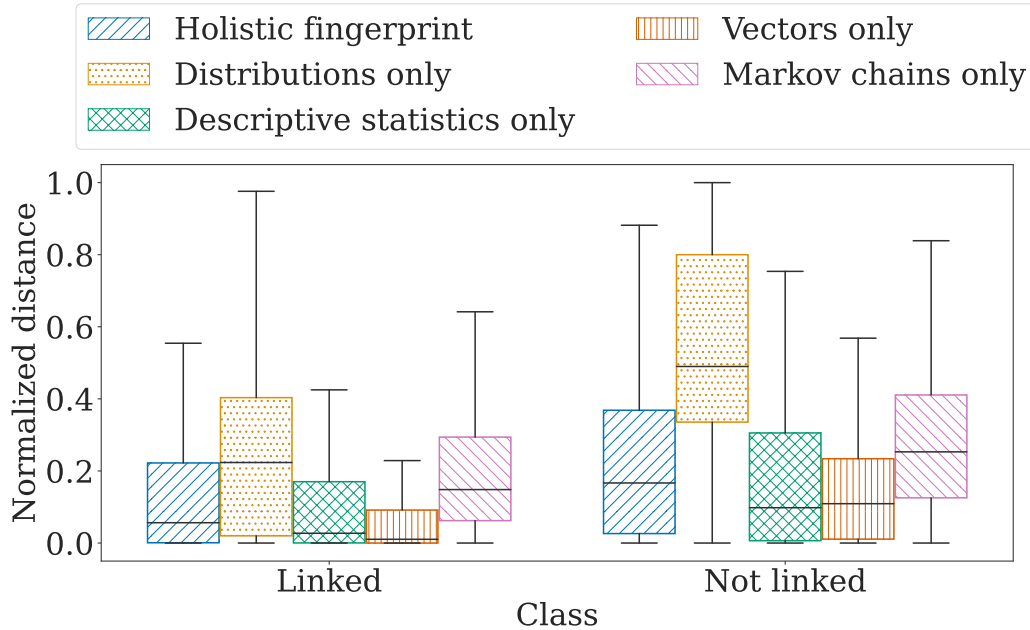 Holistic fingerprint
Distributions only
Descriptive statistics only
Vectors only
Markov chains only
Normalized distance
1.0
0.8
0.6
0.4
0.2
0.0
Linked
Not linked
Class